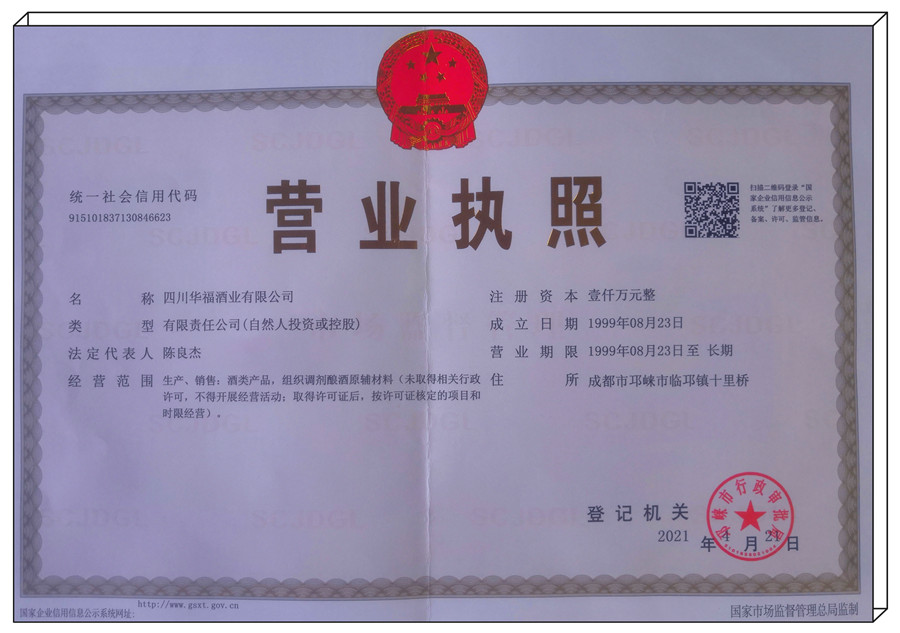 营业执照
统一社会信用代码
915101837130846623
扫描二维码登录“国
家企业信用信息公示
系统”了解更多登记、
备案、许可、监管信息。
名称 四川华福酒业有限公司
类型 有限责任公司(自然人投资或控股)
法定代表人 陈良杰
经营范围 生产、销售：酒类产品，组织调剂酿酒原辅材料（未取得相关行政
许可，不得开展经营活动；取得许可证后，按许可证核定的项目和
时限经营）。
注册资本 壹仟万元整
成立日期 1999年08月23日
营业期限 1999年08月23日至 长期
住所 成都市邛崃市临邛镇十里桥
登记机关
2021 年 月 21 日
邛崃市行政审批局
国家企业信用信息公示系统网址：http://www.gsxt.gov.cn
国家市场监督管理总局监制
SCJDGL